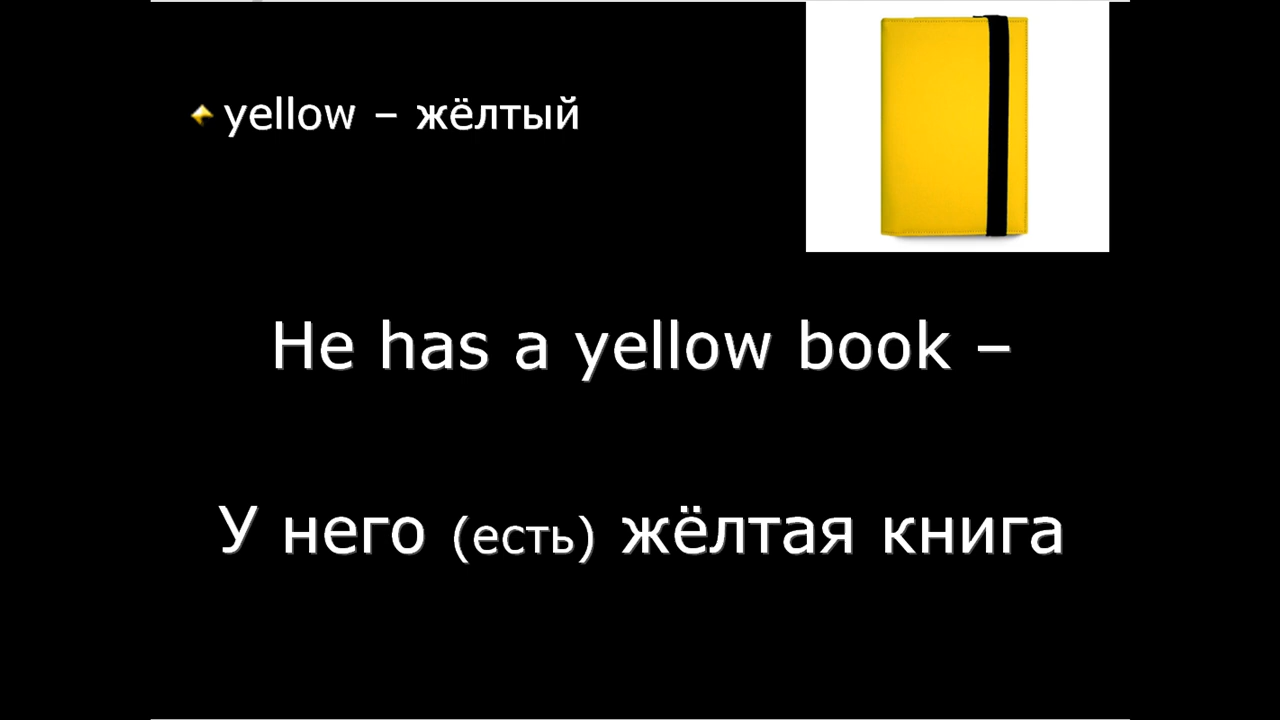 yellow – жёлтый
He has a yellow book –
У него (есть) жёлтая книга